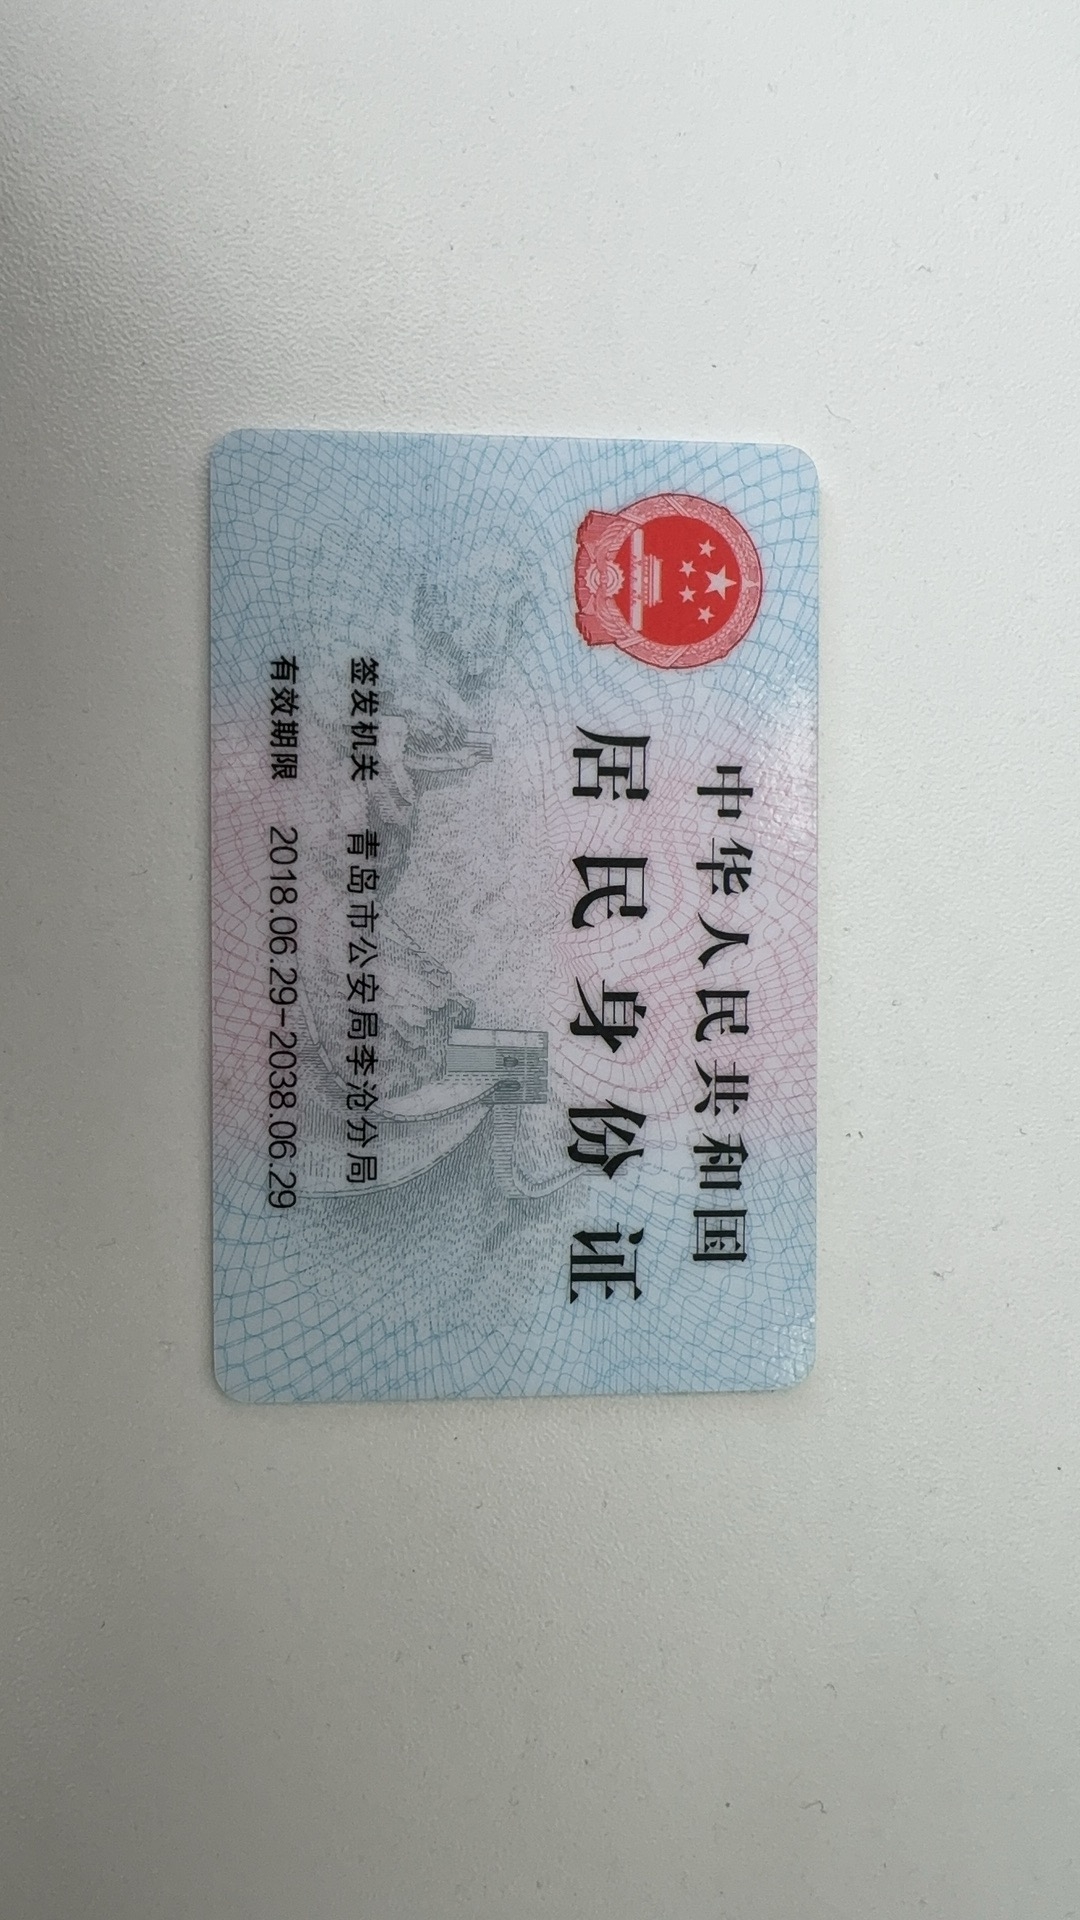 中华人民共和国
居民身份证
签发机关 青岛市公安局李沧分局
有效期限 2018.06.29-2038.06.29